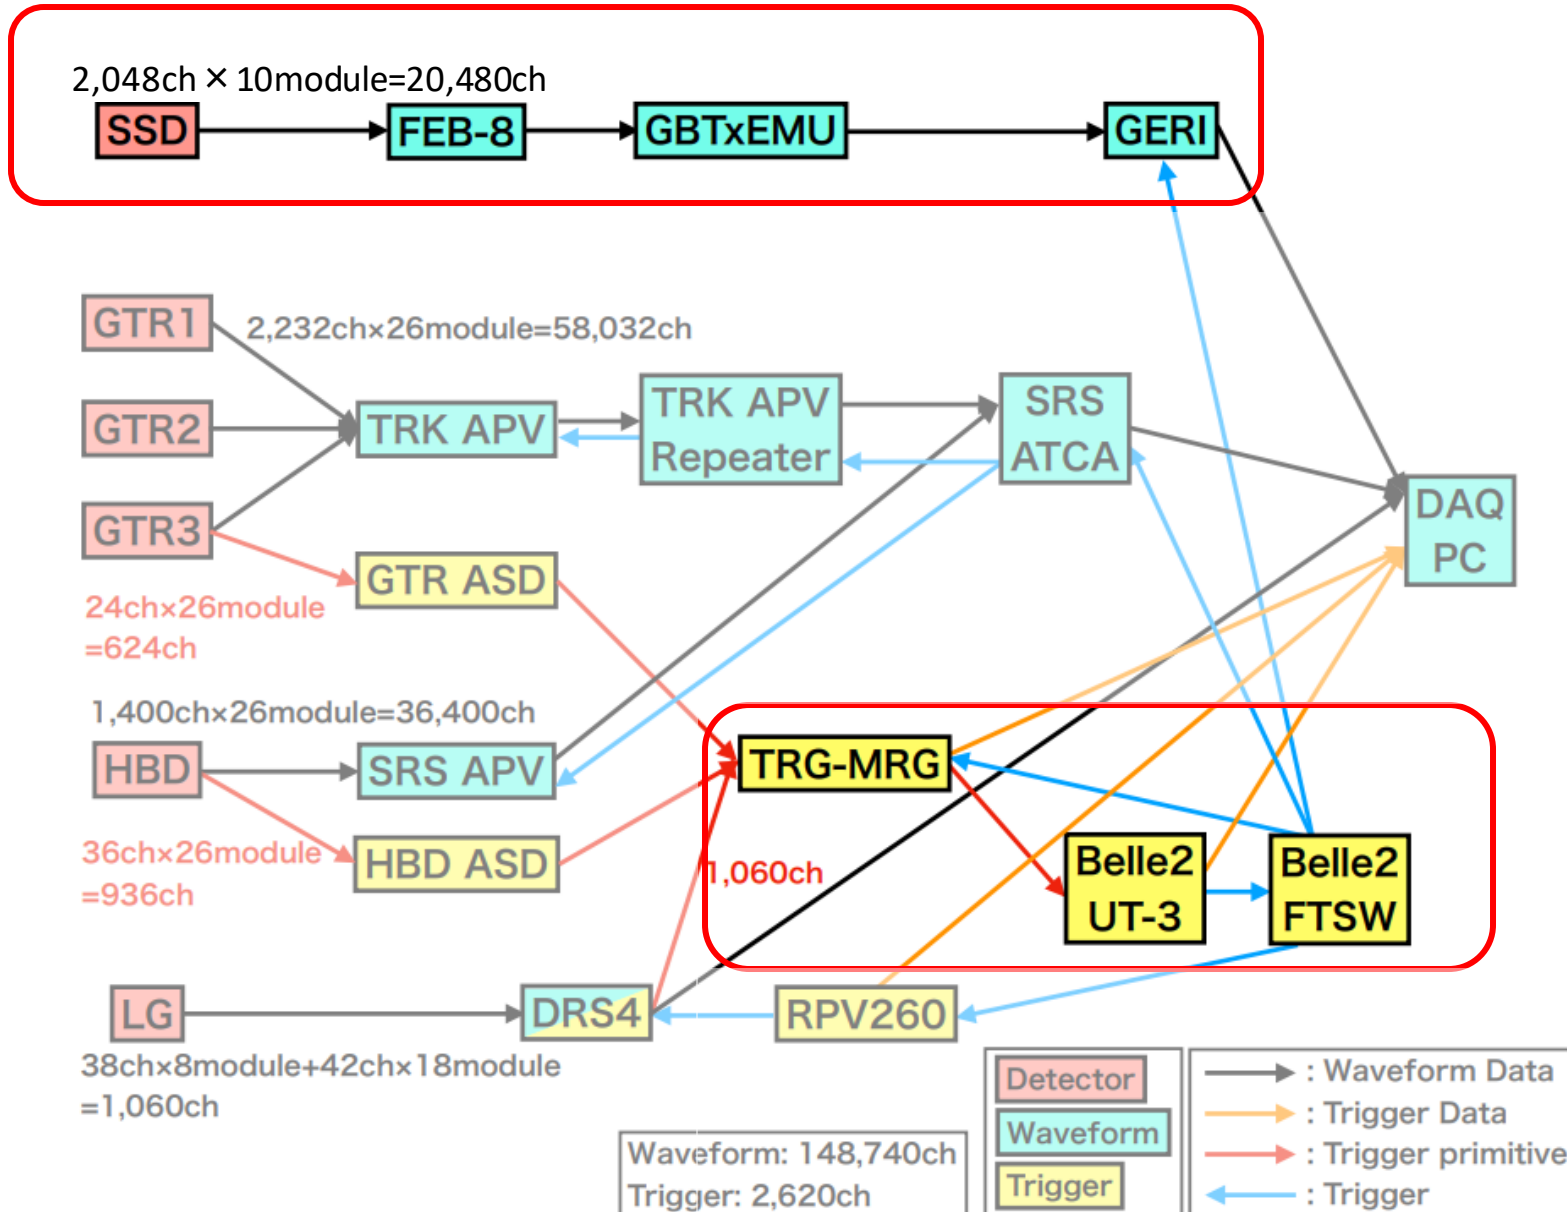 2,048ch × 10module=20,480ch
SSD
FEB-8
GBTxEMU
GERI
GTR1
2,232ch×26module=58,032ch
GTR2
TRK APV
TRK APV
Repeater
SRS
ATCA
GTR3
GTR ASD
DAQ
PC
24ch×26module
=624ch
1,400ch×26module=36,400ch
HBD
SRS APV
TRG-MRG
36ch×26module
=936ch
HBD ASD
1,060ch
Belle2
UT-3
Belle2
FTSW
LG
DRS4
RPV260
38ch×8module+42ch×18module
=1,060ch
Waveform: 148,740ch
Trigger: 2,620ch
Detector
Waveform
Trigger
: Waveform Data
: Trigger Data
: Trigger primitive
: Trigger